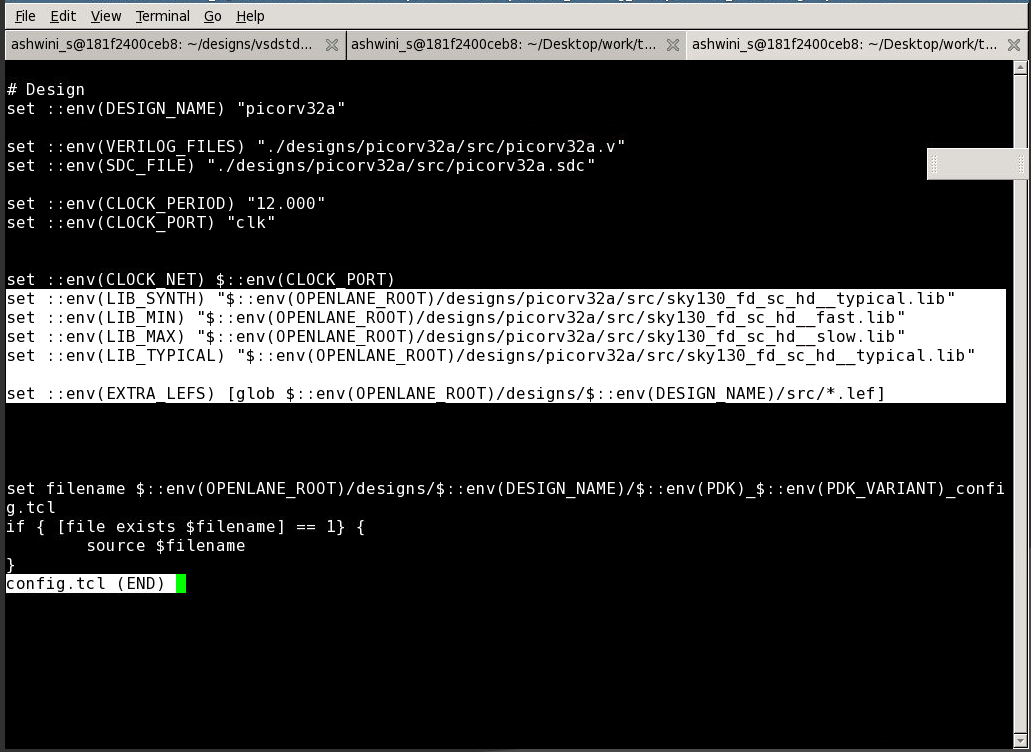 File Edit View Terminal Go Help
ashwini_s@181f2400ceb8: ~/designs/vsdstd... ashwini_s@181f2400ceb8: ~/Desktop/work/t... ashwini_s@181f2400ceb8: ~/Desktop/work/t...
# Design
set ::env(DESIGN_NAME) "picorv32a"
set ::env(VERILOG_FILES) "./designs/picorv32a/src/picorv32a.v"
set ::env(SDC_FILE) "./designs/picorv32a/src/picorv32a.sdc"
set ::env(CLOCK_PERIOD) "12.000"
set ::env(CLOCK_PORT) "clk"
set ::env(CLOCK_NET) $::env(CLOCK_PORT)
set ::env(LIB_SYNTH) "$::env(OPENLANE_ROOT)/designs/picorv32a/src/sky130_fd_sc_hd__typical.lib"
set ::env(LIB_MIN) "$::env(OPENLANE_ROOT)/designs/picorv32a/src/sky130_fd_sc_hd__fast.lib"
set ::env(LIB_MAX) "$::env(OPENLANE_ROOT)/designs/picorv32a/src/sky130_fd_sc_hd__slow.lib"
set ::env(LIB_TYPICAL) "$::env(OPENLANE_ROOT)/designs/picorv32a/src/sky130_fd_sc_hd__typical.lib"
set ::env(EXTRA_LEFS) [glob $::env(OPENLANE_ROOT)/designs/$::env(DESIGN_NAME)/src/*.lef]
set filename $::env(OPENLANE_ROOT)/designs/$::env(DESIGN_NAME)/$::env(PDK)_$::env(PDK_VARIANT)_confi
g.tcl
if { [file exists $filename] == 1} {
        source $filename
}
config.tcl (END)